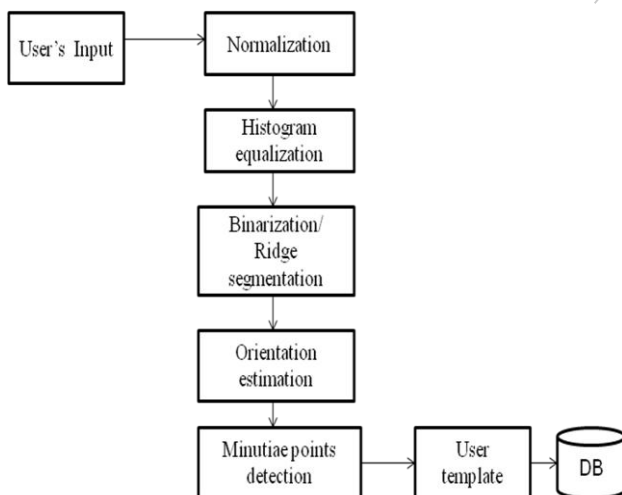 User's Input
Normalization
Histogram
equalization
Binarization/
Ridge
segmentation
Orientation
estimation
Minutiae points
detection
User
template
DB